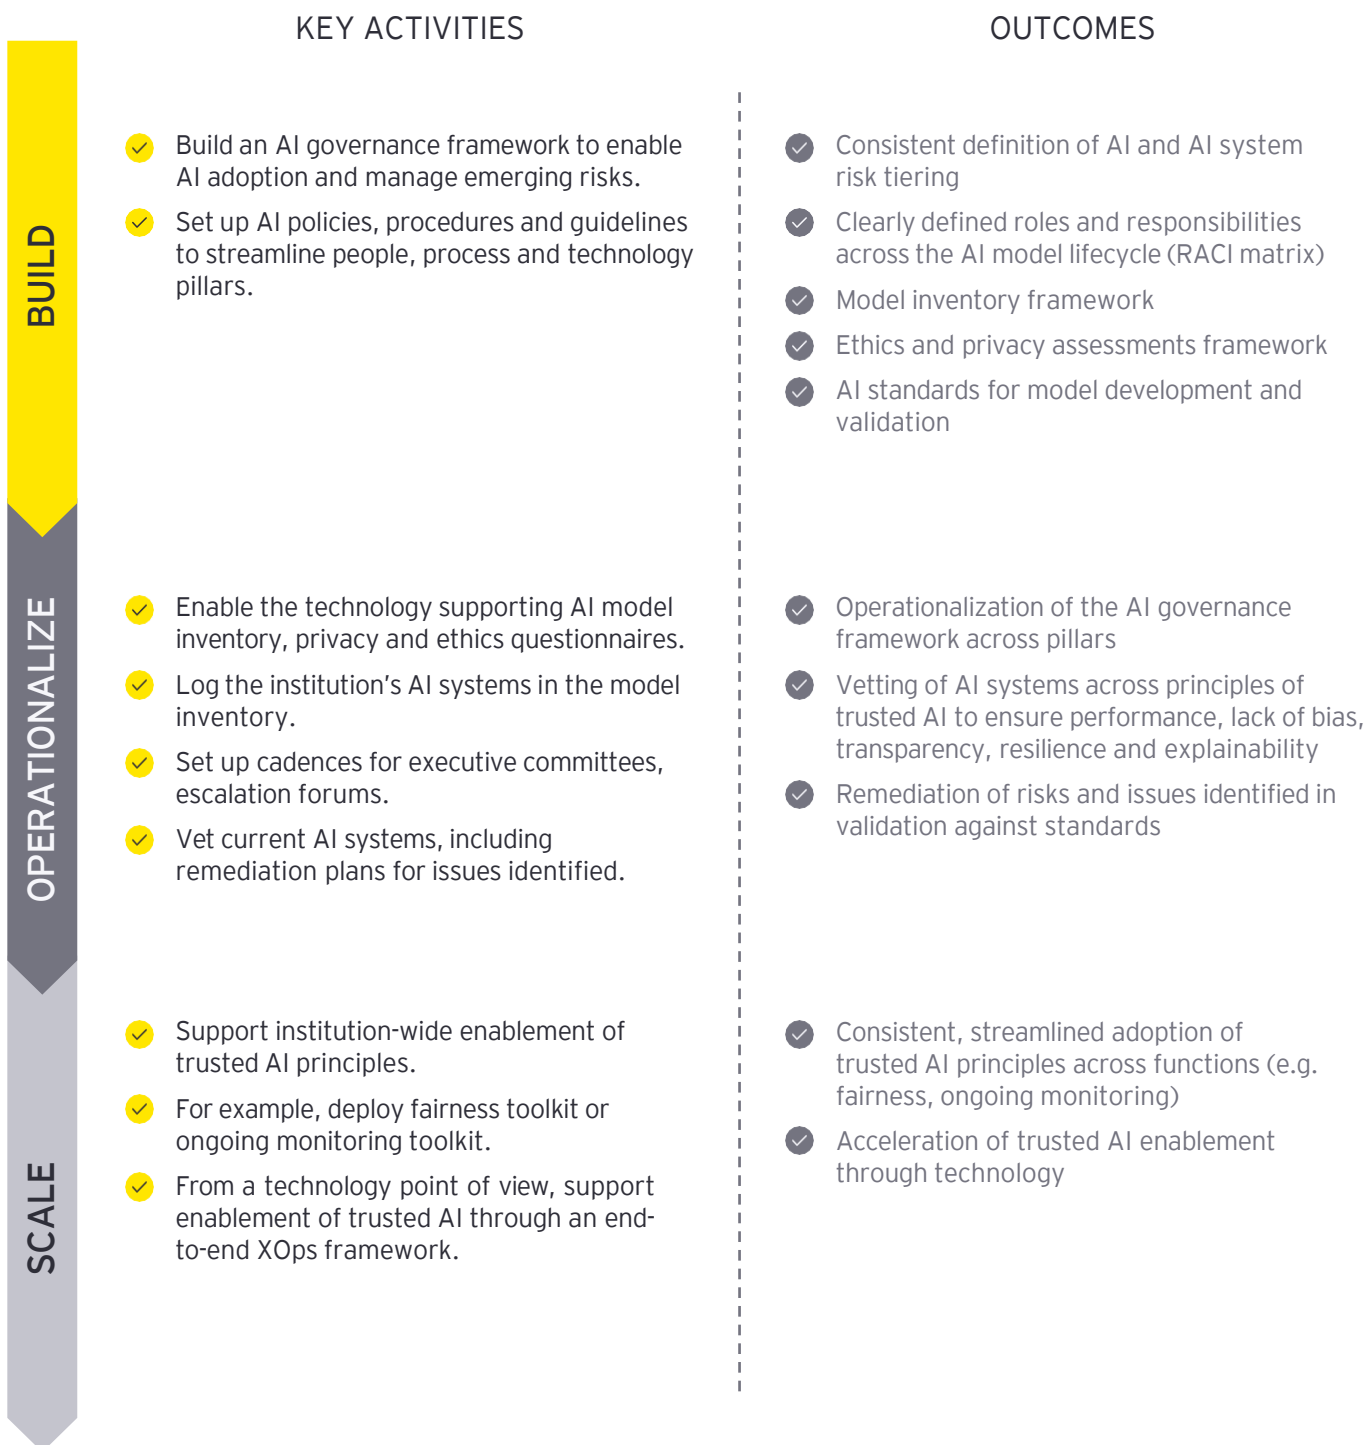 KEY ACTIVITIES
OUTCOMES
BUILD
Build an AI governance framework to enable
AI adoption and manage emerging risks.
Set up AI policies, procedures and guidelines
to streamline people, process and technology
pillars.
Consistent definition of AI and AI system
risk tiering
Clearly defined roles and responsibilities
across the AI model lifecycle (RACI matrix)
Model inventory framework
Ethics and privacy assessments framework
AI standards for model development and
validation
OPERATIONALIZE
Enable the technology supporting AI model
inventory, privacy and ethics questionnaires.
Log the institution's AI systems in the model
inventory.
Set up cadences for executive committees,
escalation forums.
Vet current AI systems, including
remediation plans for issues identified.
Operationalization of the AI governance
framework across pillars
Vetting of AI systems across principles of
trusted AI to ensure performance, lack of bias,
transparency, resilience and explainability
Remediation of risks and issues identified in
validation against standards
SCALE
Support institution-wide enablement of
trusted AI principles.
For example, deploy fairness toolkit or
ongoing monitoring toolkit.
From a technology point of view, support
enablement of trusted AI through an end-
to-end XOps framework.
Consistent, streamlined adoption of
trusted AI principles across functions (e.g.
fairness, ongoing monitoring)
Acceleration of trusted AI enablement
through technology